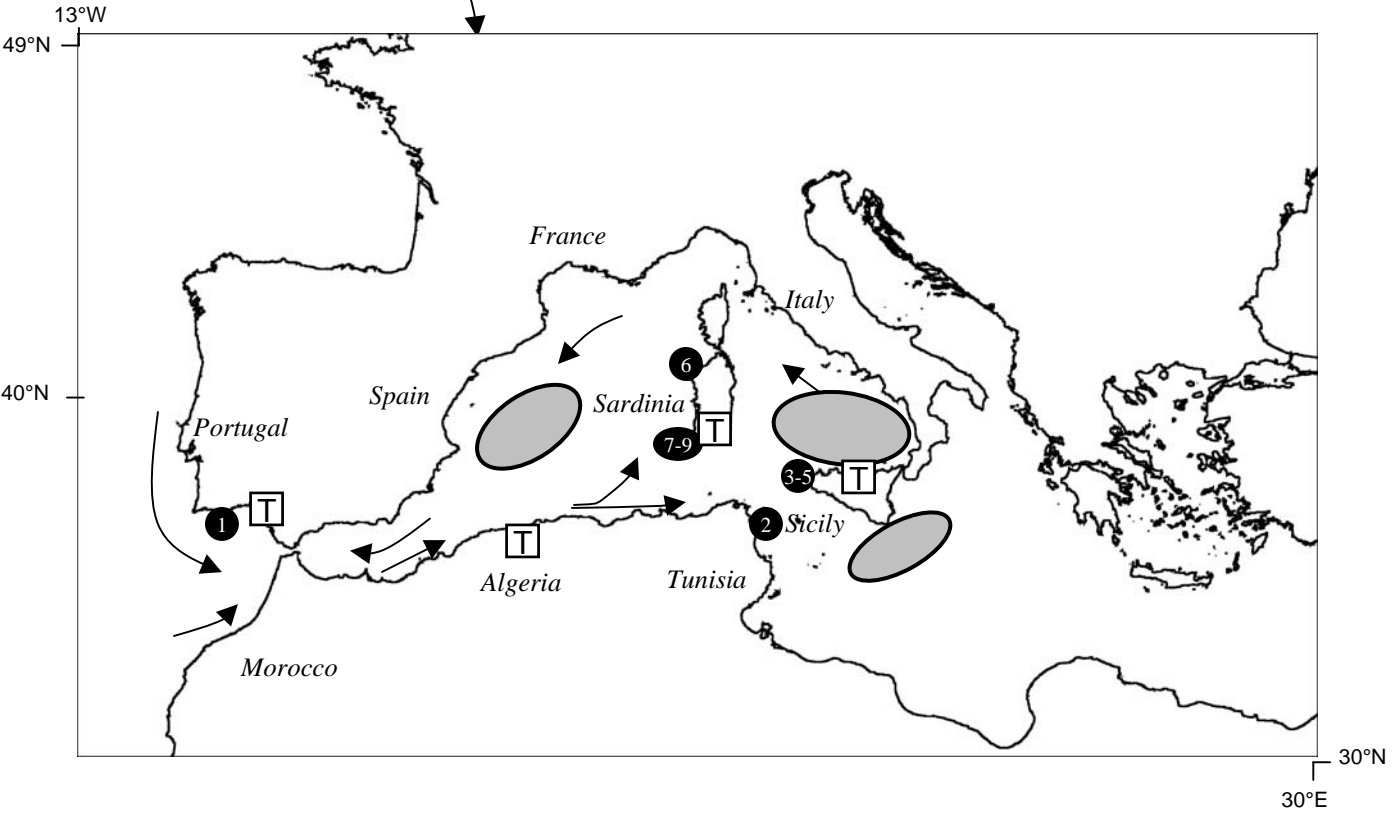 13°W
49°N
France
Italy
6
40°N
Spain
Sardinia
Portugal
T
7-9
3-5
T
T
1
2
Sicily
T
Algeria
Tunisia
Morocco
30°N
30°E